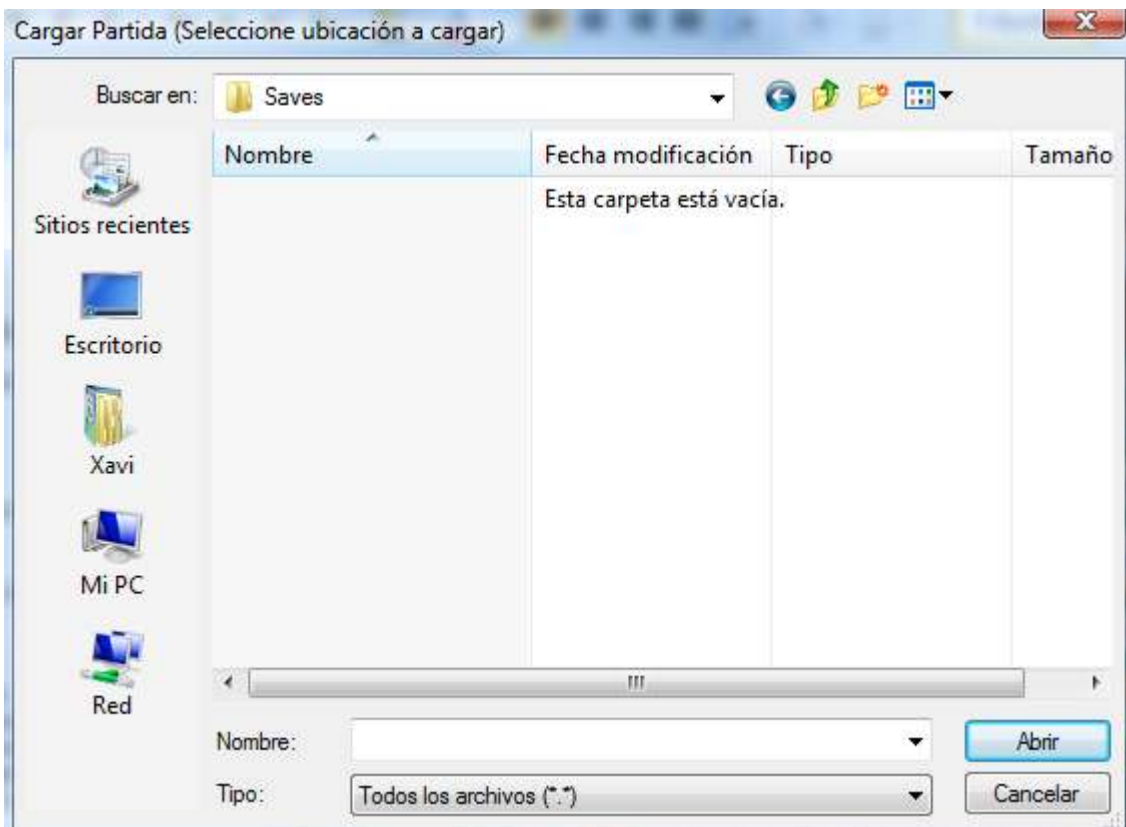 Cargar Partida (Seleccione ubicación a cargar)
Buscar en: Saves
Nombre Fecha modificación Tipo Tamaño
Esta carpeta está vacía.
Sitios recientes
Escritorio
Xavi
Mi PC
Red
Nombre: Abrir
Tipo: Todos los archivos (*.*) Cancelar